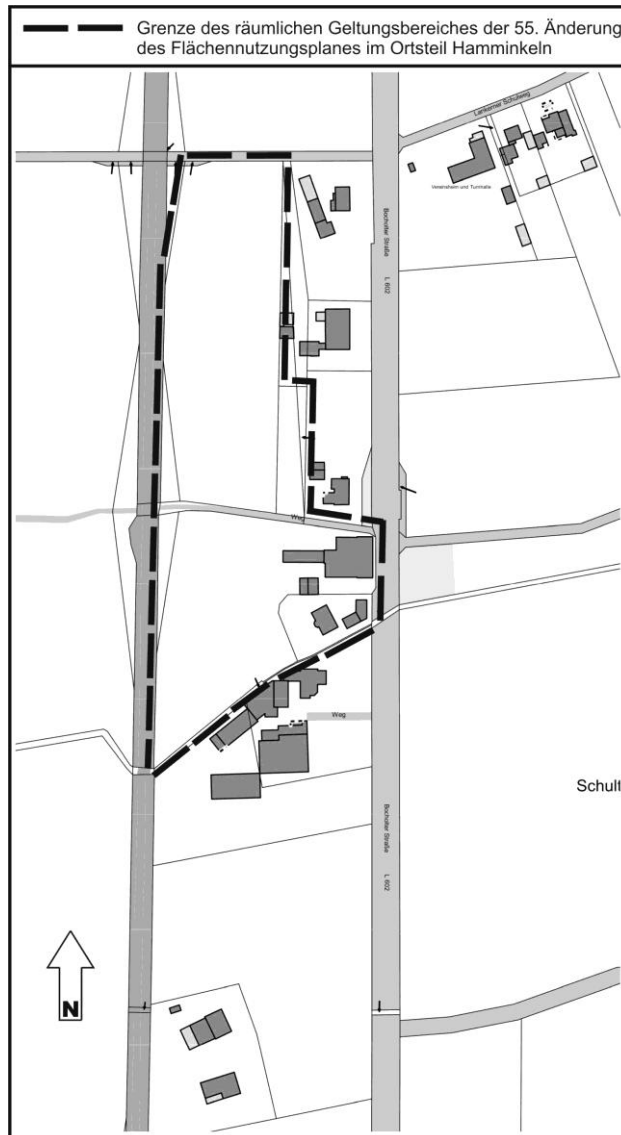 Grenze des räumlichen Geltungsbereiches der 55. Änderung
des Flächennutzungsplanes im Ortsteil Hamminkeln
Lankerner Schulweg
Vereinsheim und Turnhalle
Bocholter Straße
L 602
Weg
Weg
Schult
Bocholter Straße
L 602
N